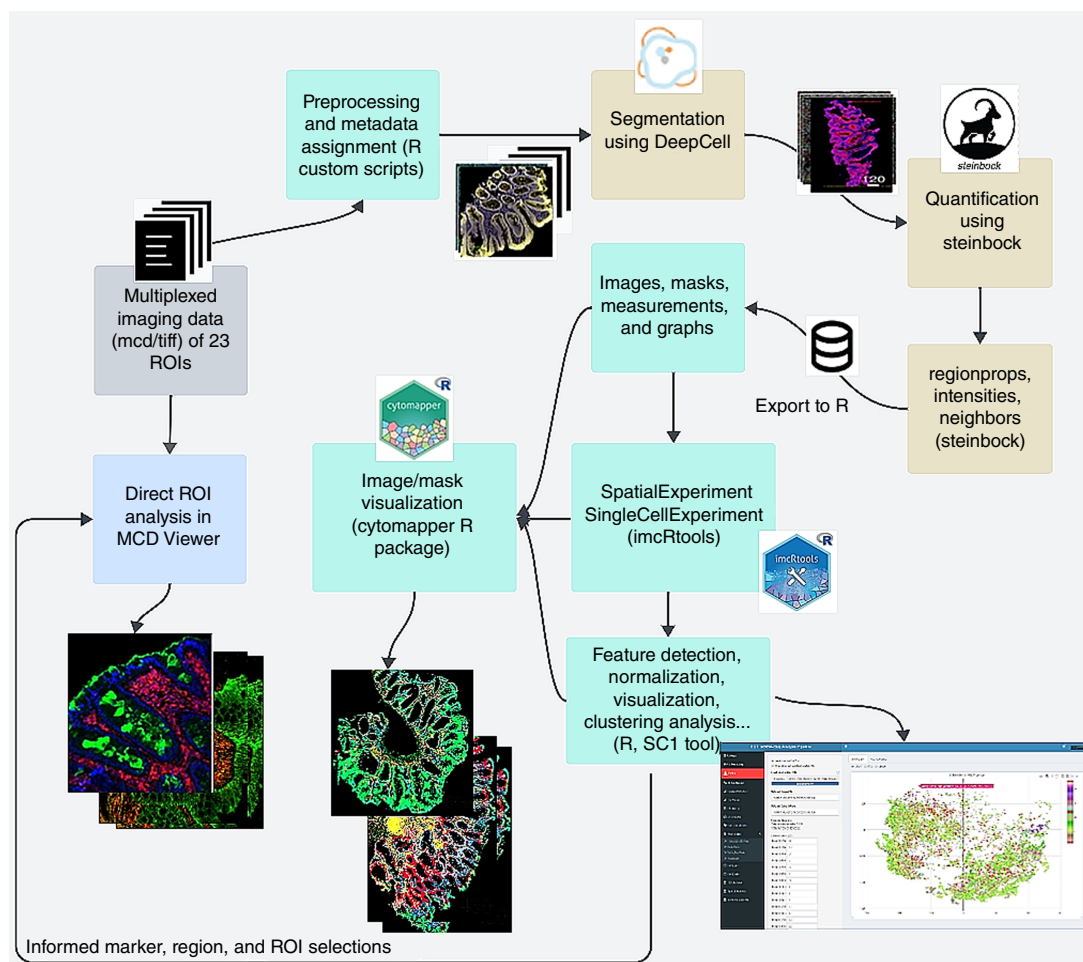 Preprocessing
and metadata
assignment (R
custom scripts)
Segmentation
using DeepCell
120
steinbock
Quantification
using
steinbock
Multiplexed
imaging data
(mcd/tiff) of 23
ROIs
Images, masks,
measurements,
and graphs
Export to R
regionprops,
intensities,
neighbors
(steinbock)
R
cytomapper
Direct ROI
analysis in
MCD Viewer
Image/mask
visualization
(cytomapper R
package)
SpatialExperiment
SingleCellExperiment
(imcRtools)
R
imcRtools
Feature detection,
normalization,
visualization,
clustering analysis...
(R, SC1 tool)
Informed marker, region, and ROI selections